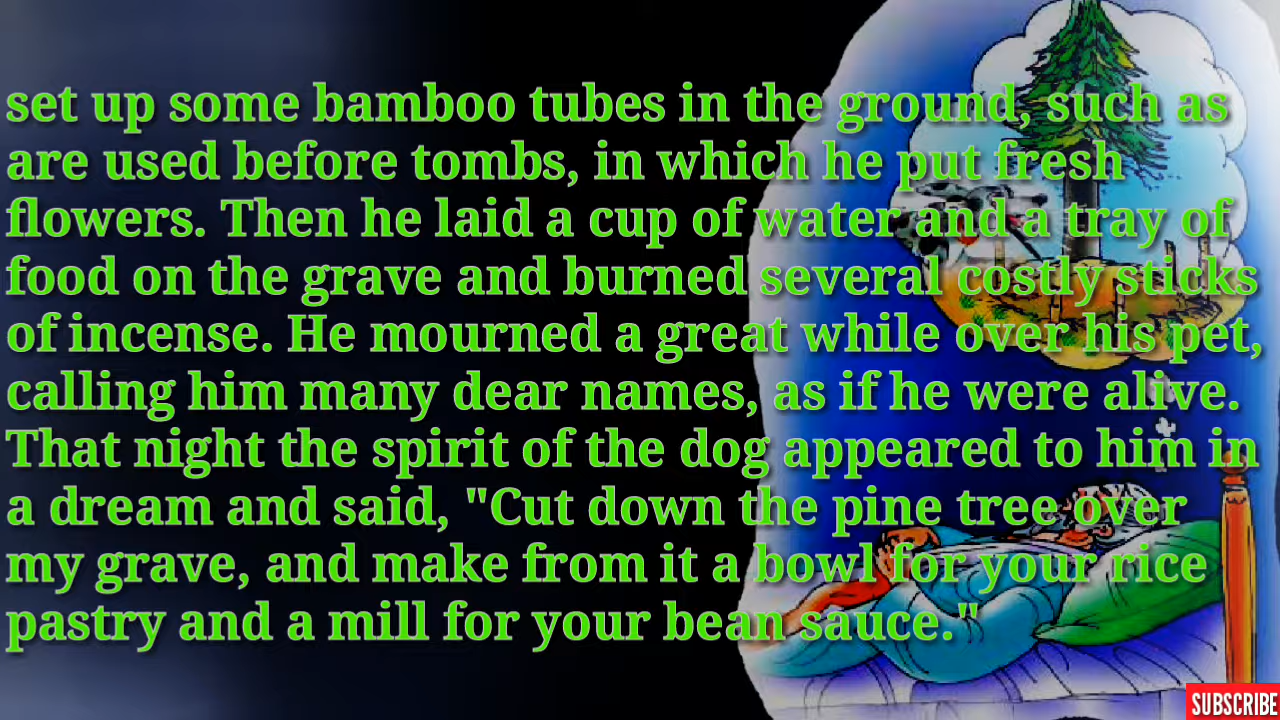 set up some bamboo tubes in the ground, such as
are used before tombs, in which he put fresh
flowers. Then he laid a cup of water and a tray of
food on the grave and burned several costly sticks
of incense. He mourned a great while over his pet,
calling him many dear names, as if he were alive.
That night the spirit of the dog appeared to him in
a dream and said, "Cut down the pine tree over
my grave, and make from it a bowl for your rice
pastry and a mill for your bean sauce."
SUBSCRIBE